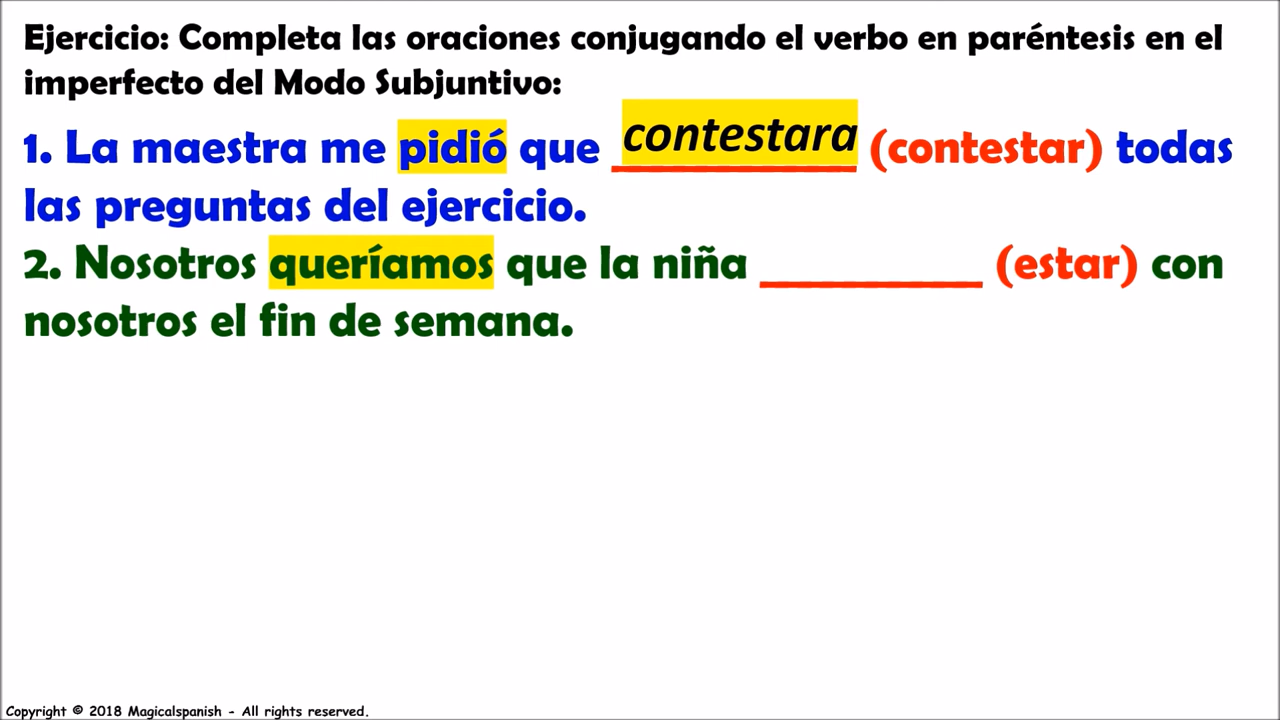 Ejercicio: Completa las oraciones conjugando el verbo en paréntesis en el
imperfecto del Modo Subjuntivo:
1. La maestra me pidió que contestara (contestar) todas
las preguntas del ejercicio.
2. Nosotros queríamos que la niña __________ (estar) con
nosotros el fin de semana.
Copyright © 2018 Magicalspanish - All rights reserved.